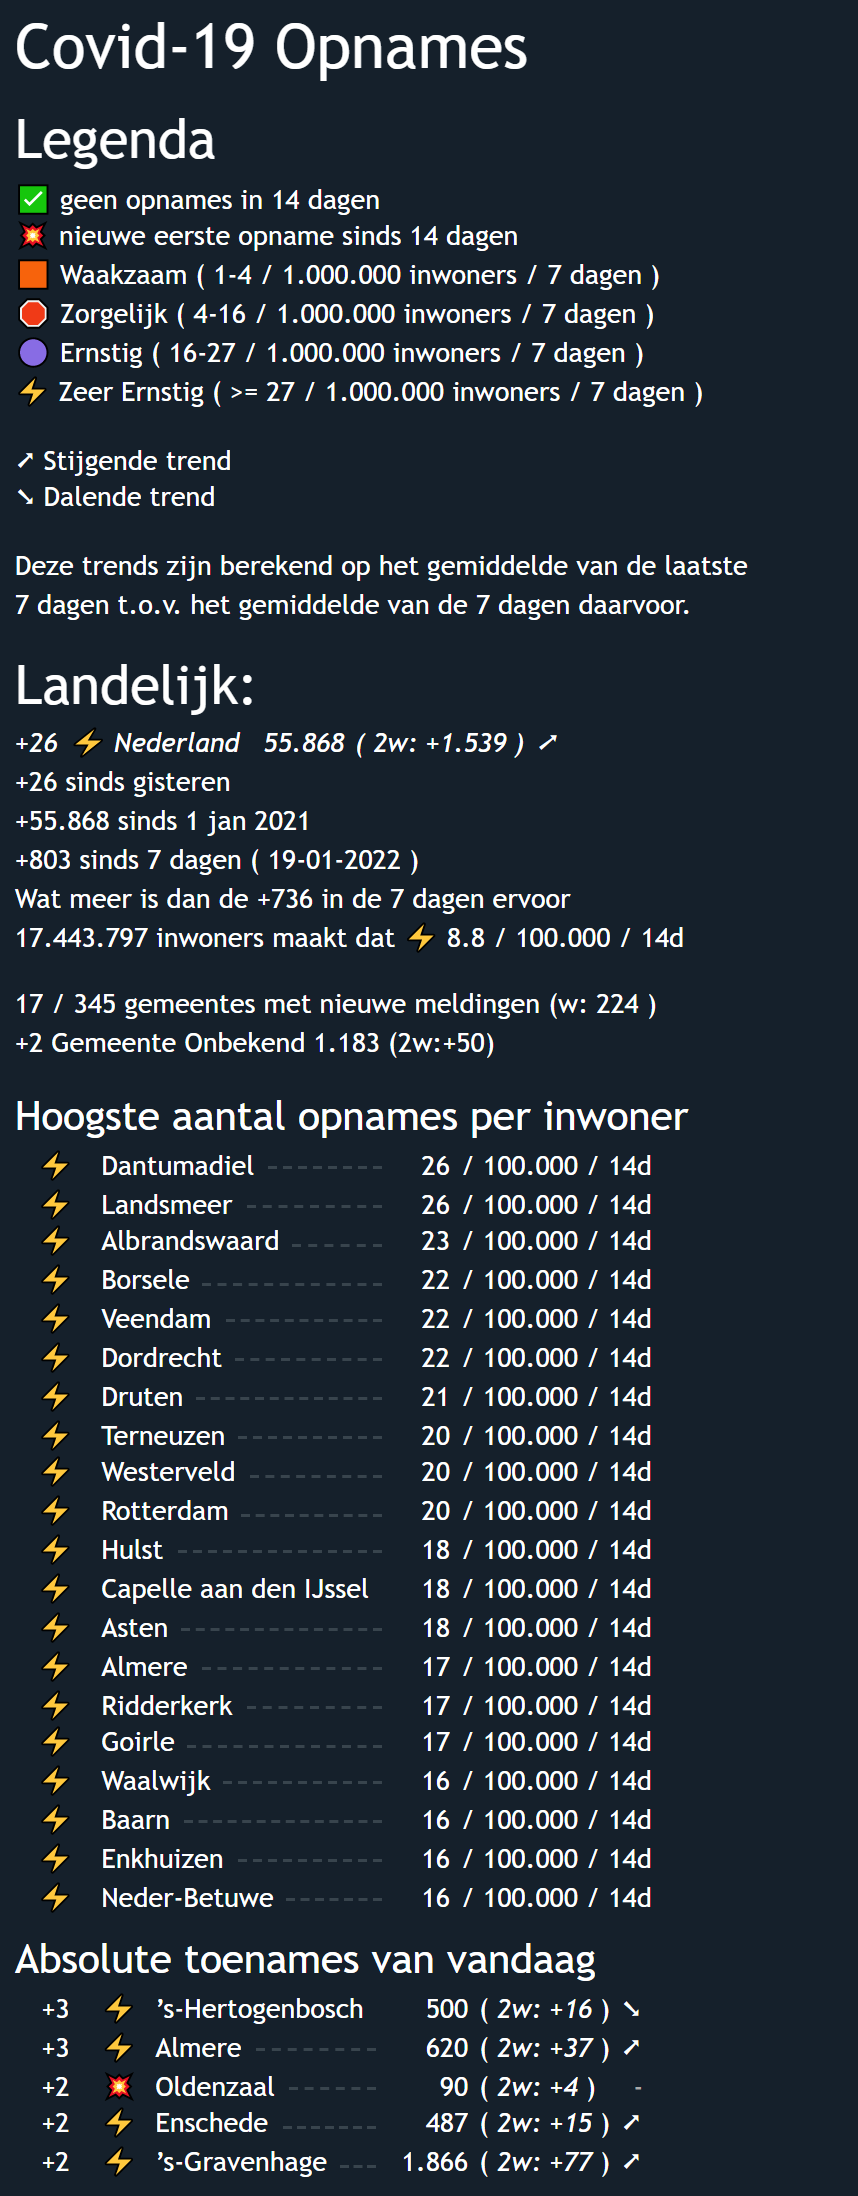 Covid-19 Opnames
Legenda
✅ geen opnames in 14 dagen
💥 nieuwe eerste opname sinds 14 dagen
🟧 Waakzaam ( 1-4 / 1.000.000 inwoners / 7 dagen )
🛑 Zorgelijk ( 4-16 / 1.000.000 inwoners / 7 dagen )
🟣 Ernstig ( 16-27 / 1.000.000 inwoners / 7 dagen )
⚡ Zeer Ernstig ( >= 27 / 1.000.000 inwoners / 7 dagen )
➚ Stijgende trend
➘ Dalende trend
Deze trends zijn berekend op het gemiddelde van de laatste
7 dagen t.o.v. het gemiddelde van de 7 dagen daarvoor.
Landelijk:
+26 ⚡ Nederland 55.868 ( 2w: +1.539 ) ➚
+26 sinds gisteren
+55.868 sinds 1 jan 2021
+803 sinds 7 dagen ( 19-01-2022 )
Wat meer is dan de +736 in de 7 dagen ervoor
17.443.797 inwoners maakt dat ⚡ 8.8 / 100.000 / 14d
17 / 345 gemeentes met nieuwe meldingen (w: 224 )
+2 Gemeente Onbekend 1.183 (2w:+50)
Hoogste aantal opnames per inwoner
⚡ Dantumadiel 26 / 100.000 / 14d
⚡ Landsmeer 26 / 100.000 / 14d
⚡ Albrandswaard 23 / 100.000 / 14d
⚡ Borsele 22 / 100.000 / 14d
⚡ Veendam 22 / 100.000 / 14d
⚡ Dordrecht 22 / 100.000 / 14d
⚡ Druten 21 / 100.000 / 14d
⚡ Terneuzen 20 / 100.000 / 14d
⚡ Westerveld 20 / 100.000 / 14d
⚡ Rotterdam 20 / 100.000 / 14d
⚡ Hulst 18 / 100.000 / 14d
⚡ Capelle aan den IJssel 18 / 100.000 / 14d
⚡ Asten 18 / 100.000 / 14d
⚡ Almere 17 / 100.000 / 14d
⚡ Ridderkerk 17 / 100.000 / 14d
⚡ Goirle 17 / 100.000 / 14d
⚡ Waalwijk 16 / 100.000 / 14d
⚡ Baarn 16 / 100.000 / 14d
⚡ Enkhuizen 16 / 100.000 / 14d
⚡ Neder-Betuwe 16 / 100.000 / 14d
Absolute toenames van vandaag
+3 ⚡ ’s-Hertogenbosch 500 ( 2w: +16 ) ➘
+3 ⚡ Almere 620 ( 2w: +37 ) ➚
+2 💥 Oldenzaal 90 ( 2w: +4 ) -
+2 ⚡ Enschede 487 ( 2w: +15 ) ➚
+2 ⚡ ’s-Gravenhage 1.866 ( 2w: +77 ) ➚